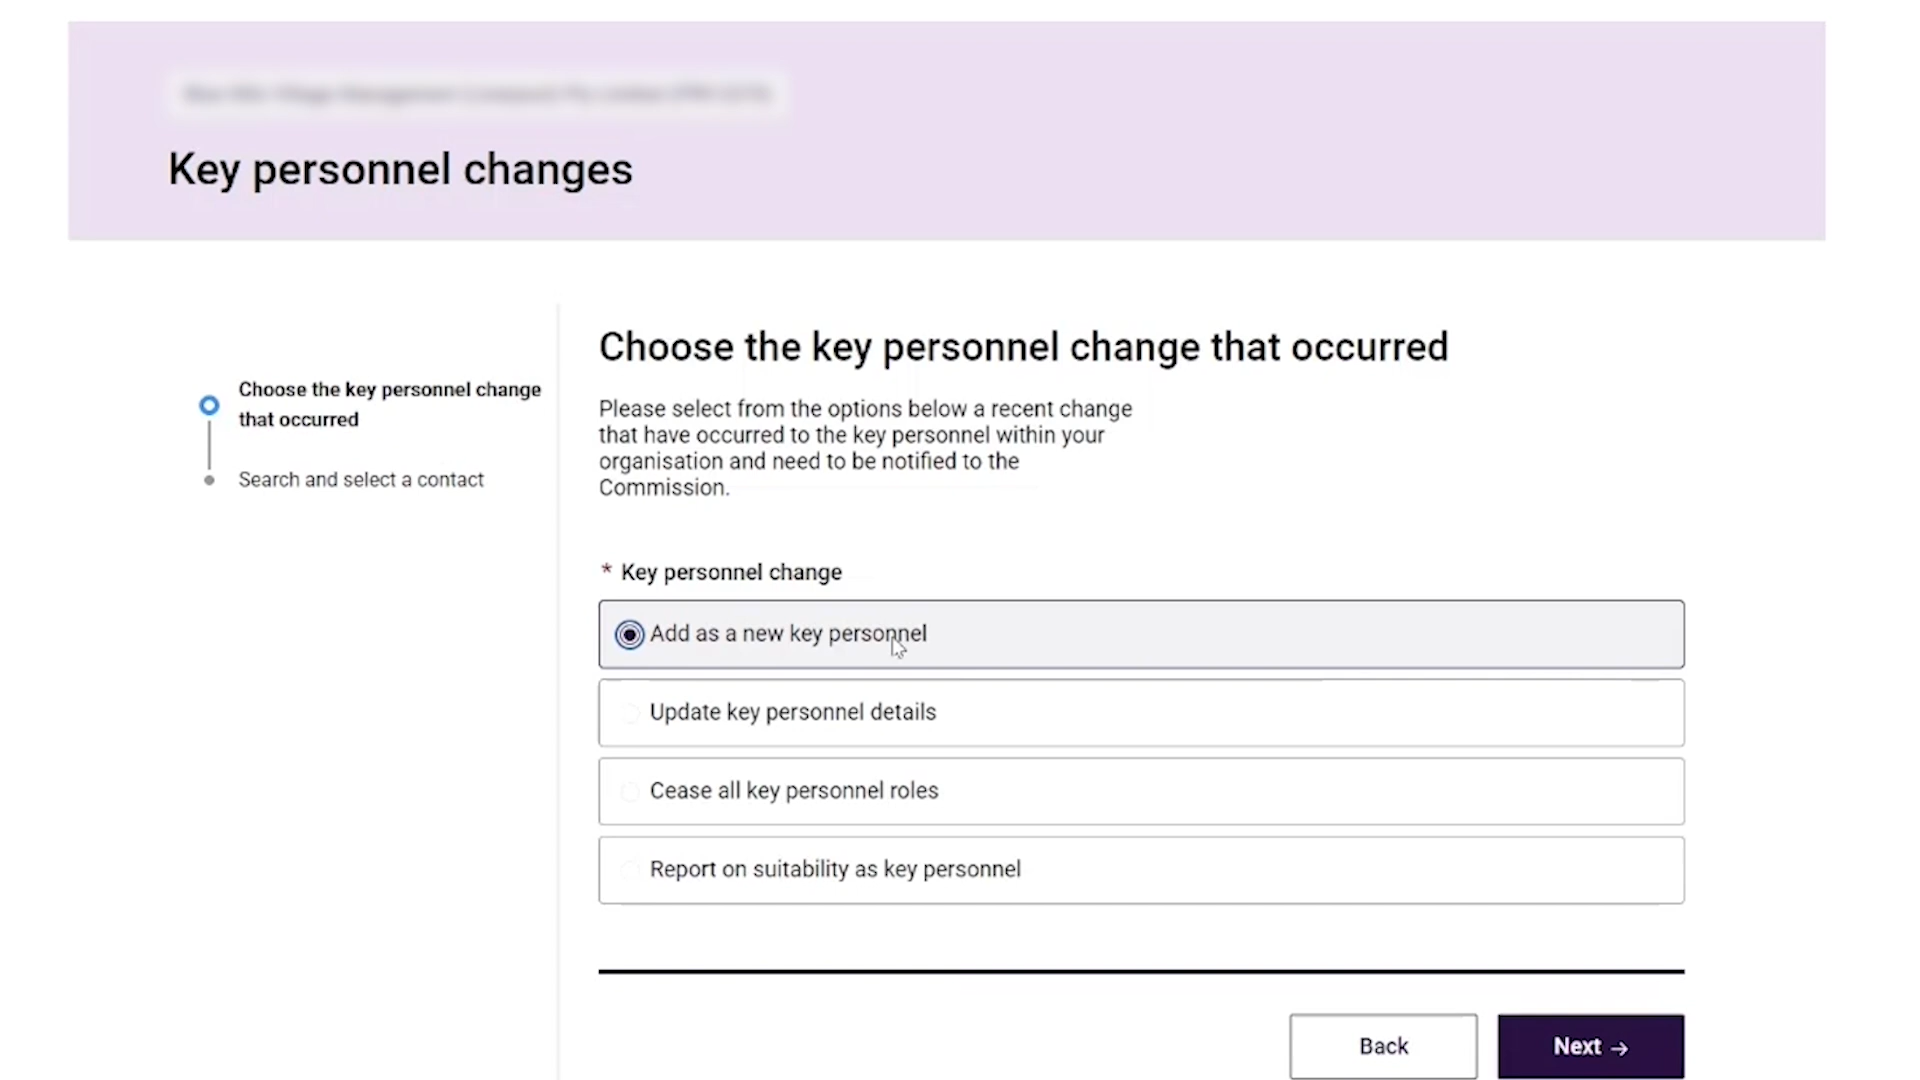 Key personnel changes
Choose the key personnel change
that occurred
Search and select a contact
Choose the key personnel change that occurred
Please select from the options below a recent change
that have occurred to the key personnel within your
organisation and need to be notified to the
Commission.
* Key personnel change
Add as a new key personnel
Update key personnel details
Cease all key personnel roles
Report on suitability as key personnel
Back
Next →